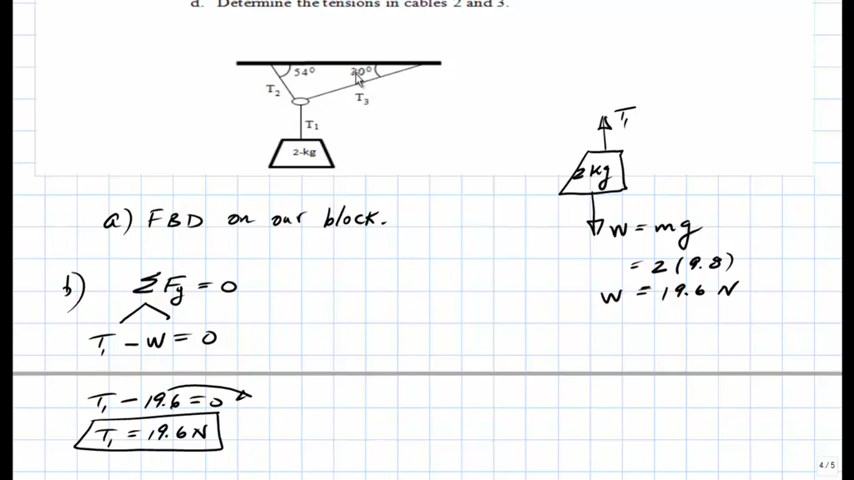 d. Determine the tensions in cables 2 and 3.
54°
T2
T3
T1
2-kg
T1
2 kg
W = mg
= 2(9.8)
W = 19.6 N
a) FBD on our block.
b) ΣFy = 0
T1 - W = 0
T1 - 19.6 = 0
T1 = 19.6 N
4/5